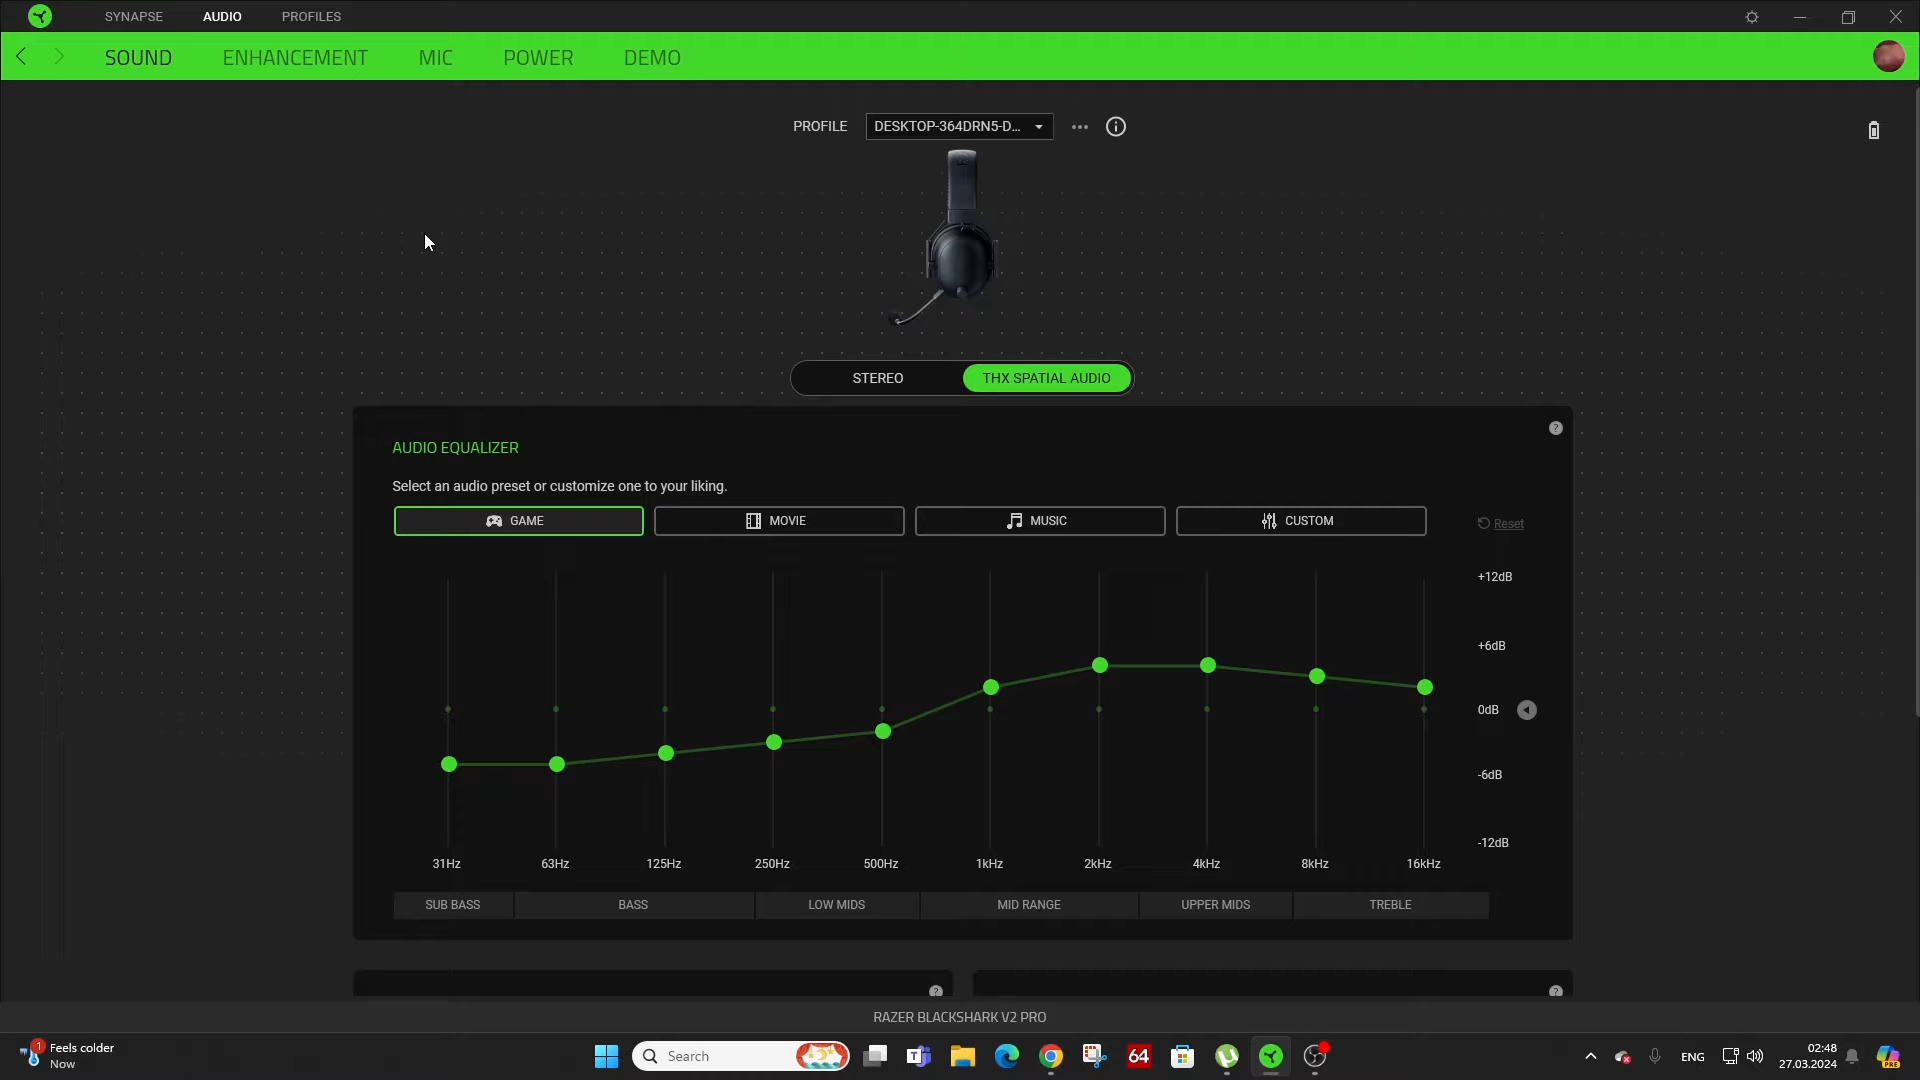 SYNAPSE AUDIO PROFILES
SOUND ENHANCEMENT MIC POWER DEMO
PROFILE DESKTOP-364DRN5-D...
STEREO THX SPATIAL AUDIO
AUDIO EQUALIZER
Select an audio preset or customize one to your liking.
GAME MOVIE MUSIC CUSTOM Reset
+12dB
+6dB
0dB
-6dB
-12dB
31Hz 63Hz 125Hz 250Hz 500Hz 1kHz 2kHz 4kHz 8kHz 16kHz
SUB BASS BASS LOW MIDS MID RANGE UPPER MIDS TREBLE
RAZER BLACKSHARK V2 PRO
1 Feels colder
Now
Search
64
ENG
02:48
27.03.2024
PRE